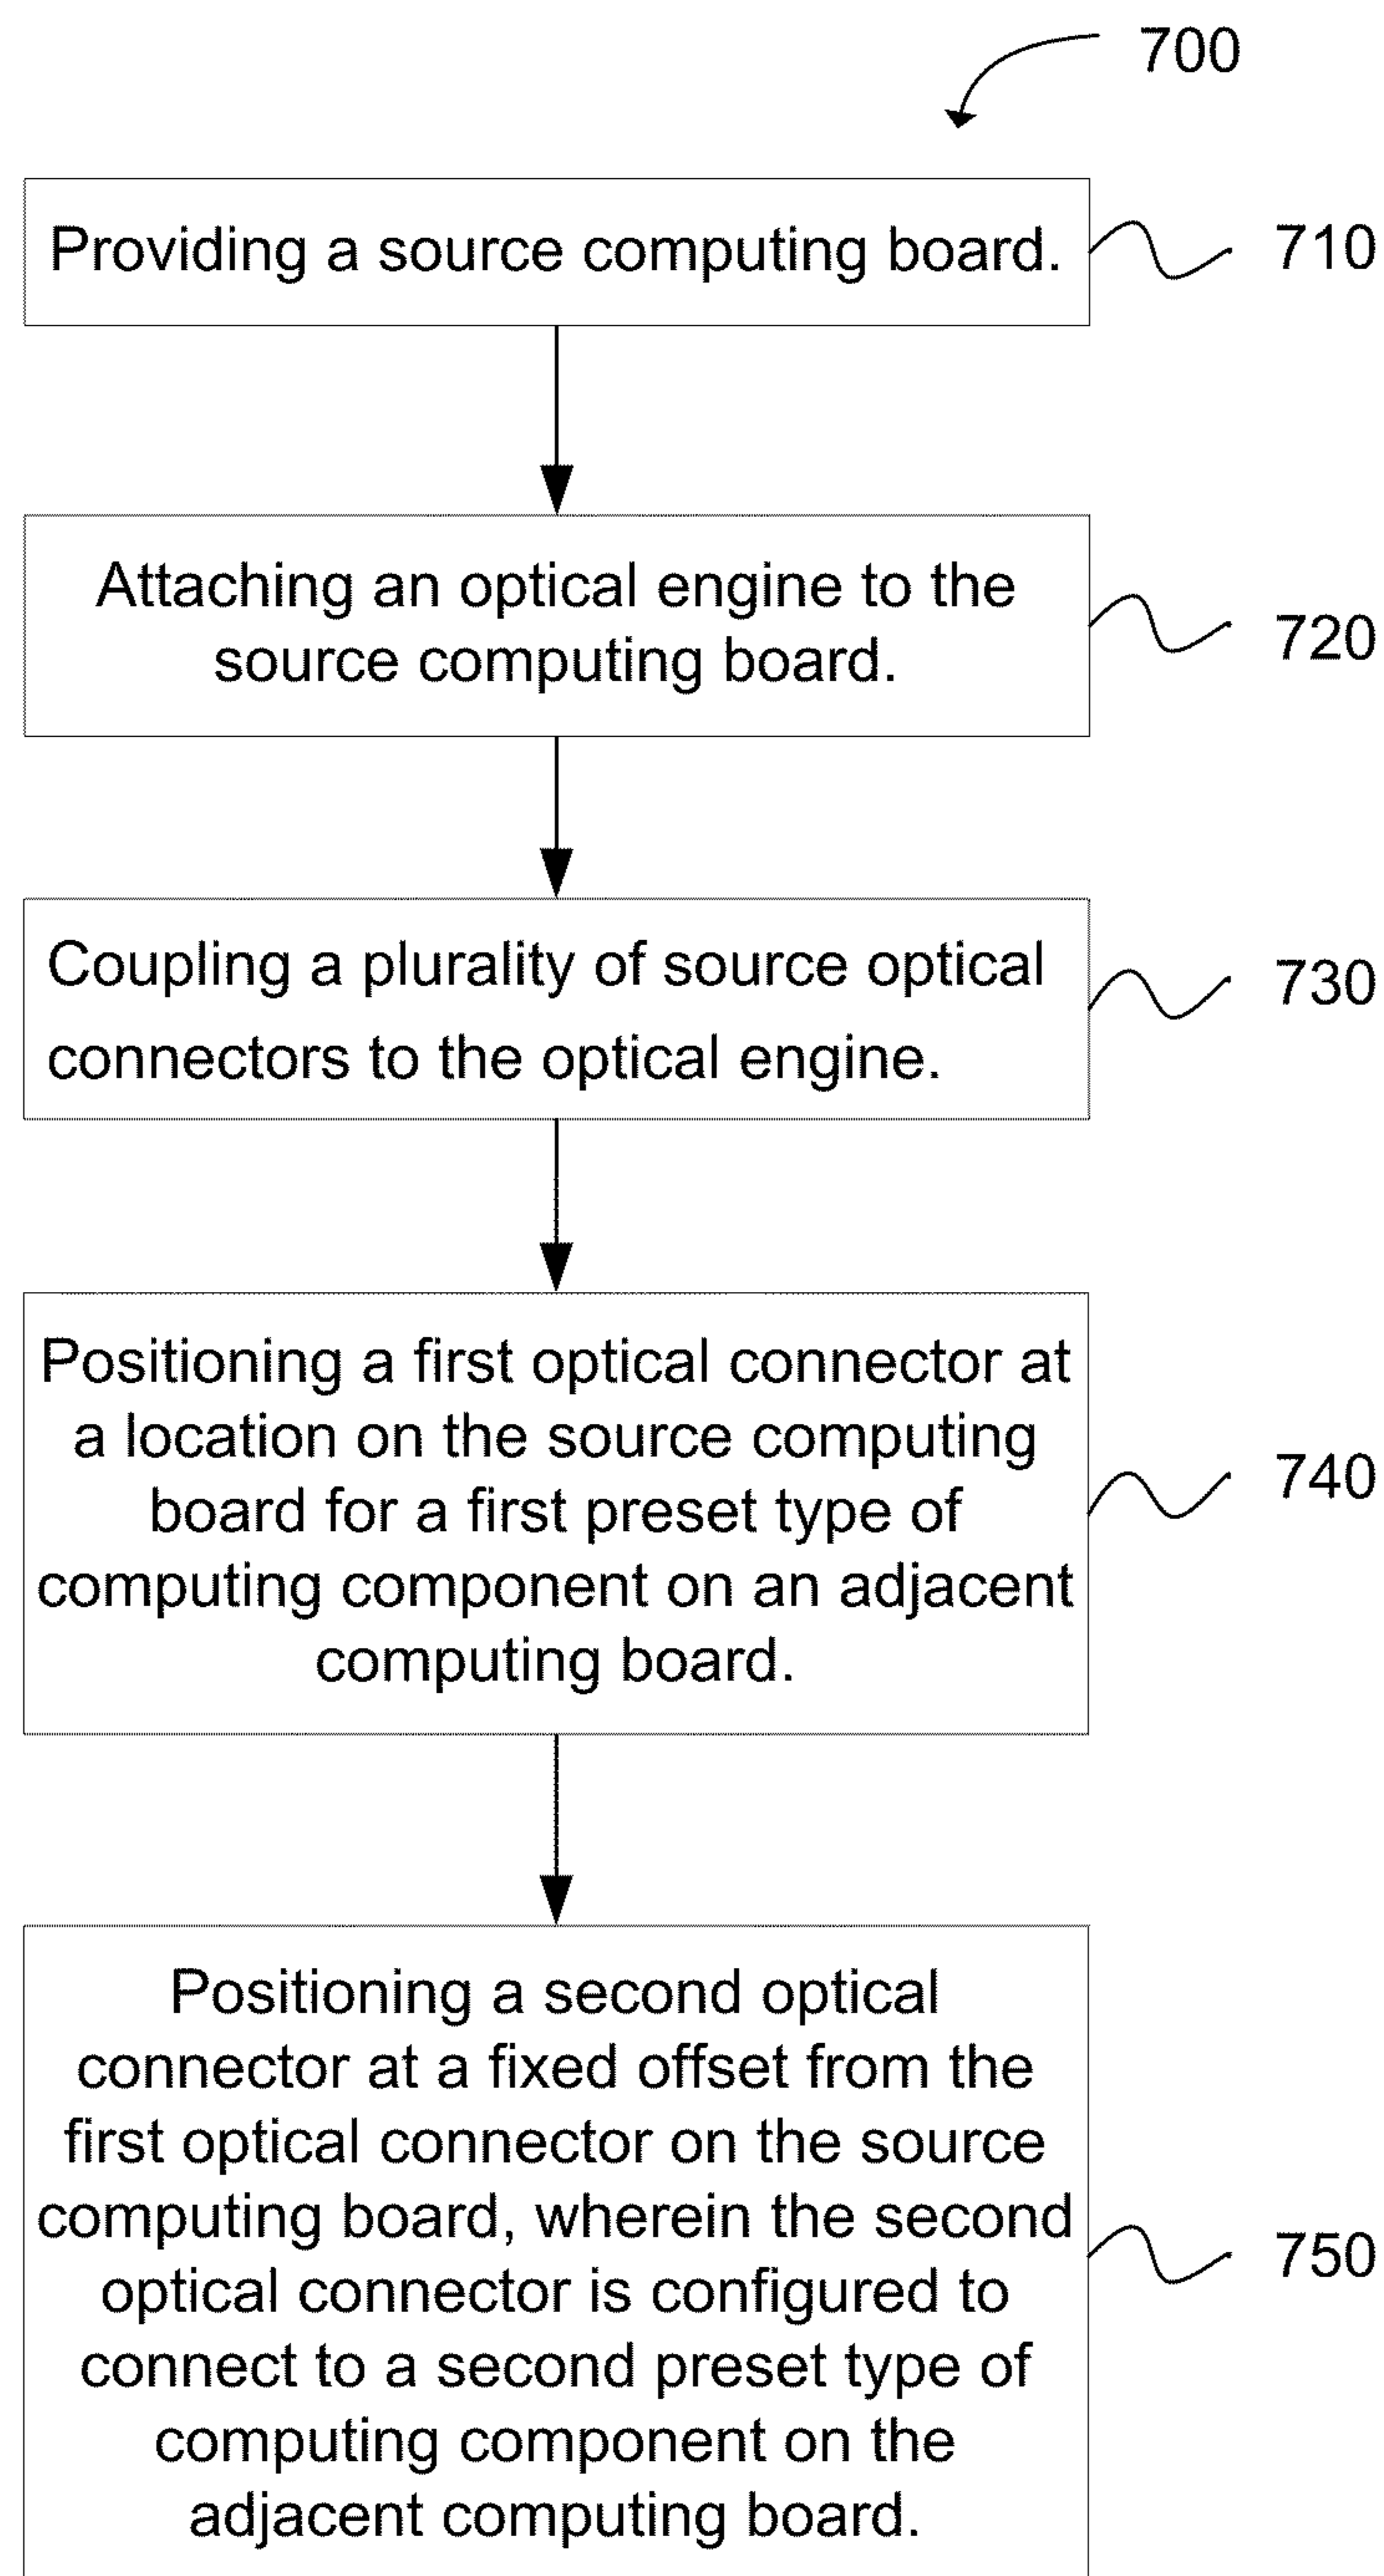 700
Providing a source computing board.
710
Attaching an optical engine to the
source computing board.
720
Coupling a plurality of source optical
connectors to the optical engine.
730
Positioning a first optical connector at
a location on the source computing
board for a first preset type of
computing component on an adjacent
computing board.
740
Positioning a second optical
connector at a fixed offset from the
first optical connector on the source
computing board, wherein the second
optical connector is configured to
connect to a second preset type of
computing component on the
adjacent computing board.
750